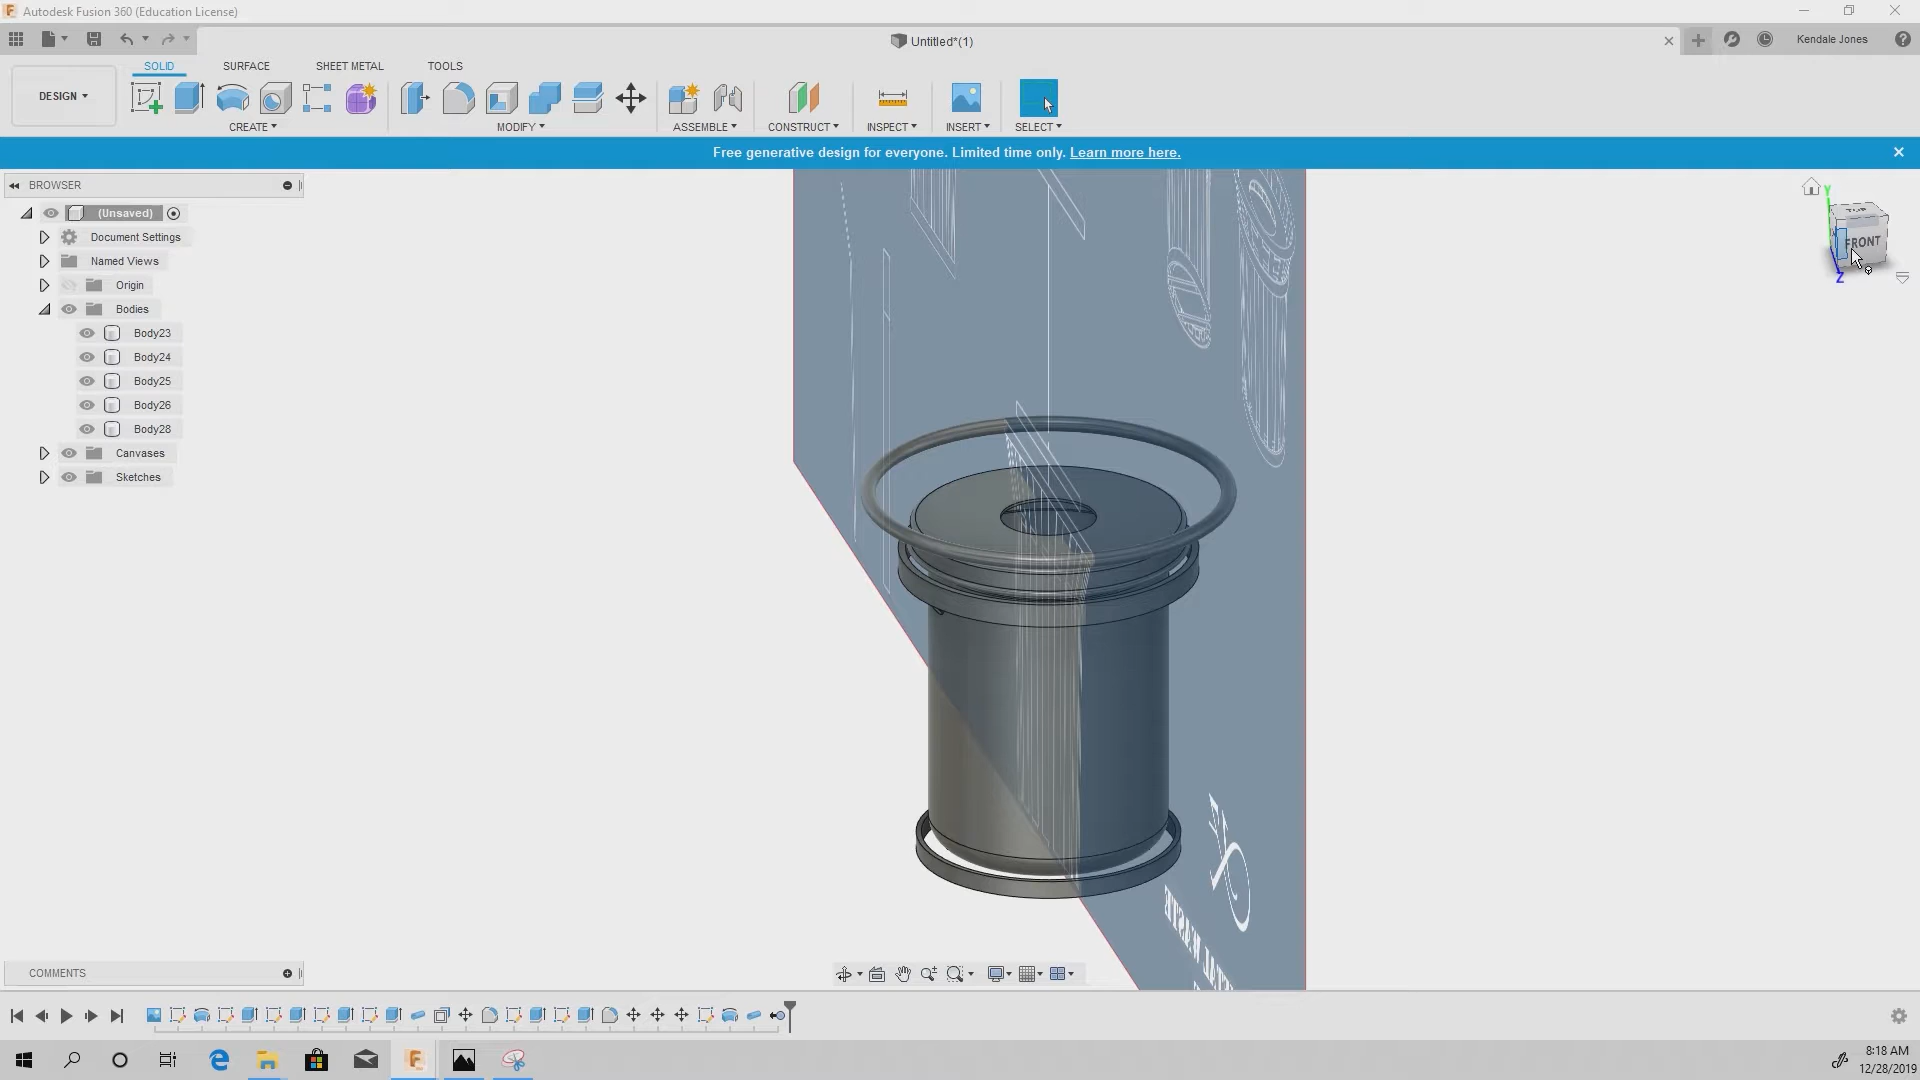 Autodesk Fusion 360 (Education License)
Untitled*(1)
Kendale Jones
DESIGN
SOLID
SURFACE
SHEET METAL
TOOLS
CREATE
MODIFY
ASSEMBLE
CONSTRUCT
INSPECT
INSERT
SELECT
Free generative design for everyone. Limited time only. Learn more here.
BROWSER
(Unsaved)
Document Settings
Named Views
Origin
Bodies
Body23
Body24
Body25
Body26
Body28
Canvases
Sketches
Y
TOP
FRONT
Z
COMMENTS
8:18 AM
12/28/2019